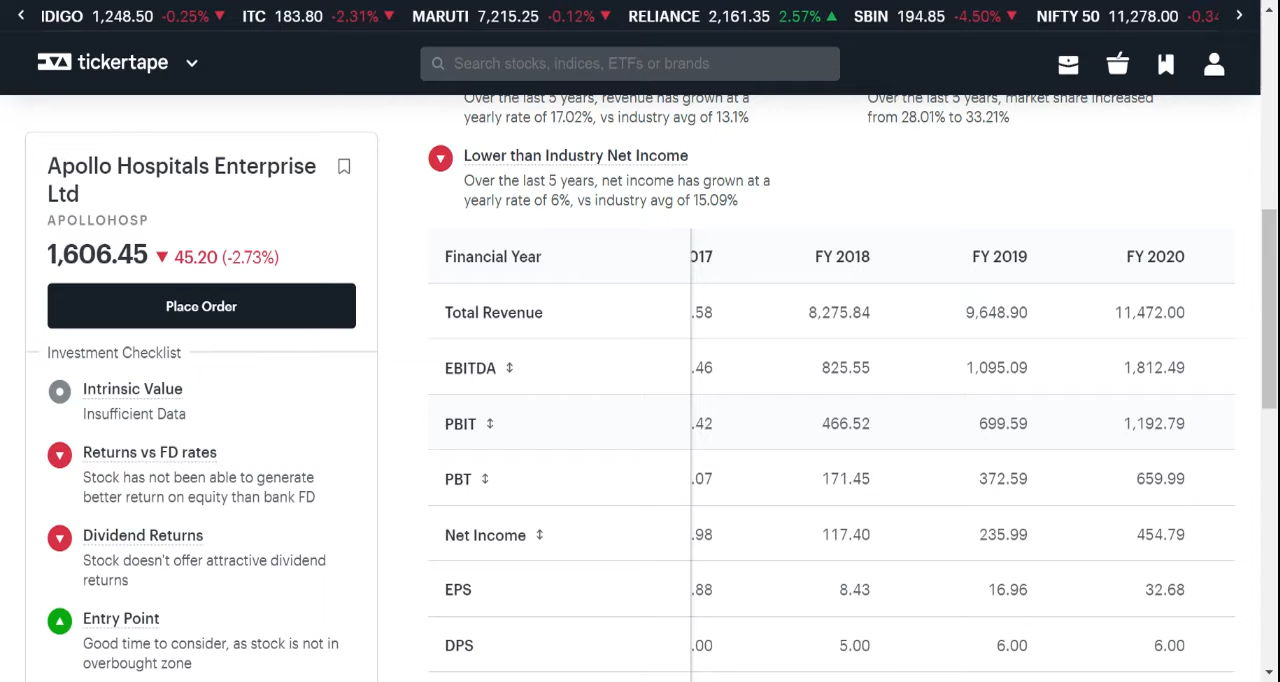 IDIGO 1,248.50 -0.25% ▼ ITC 183.80 -2.31% ▼ MARUTI 7,215.25 -0.12% ▼ RELIANCE 2,161.35 2.57% ▲ SBIN 194.85 -4.50% ▼ NIFTY 50 11,278.00 -0.34
tickertape
Search stocks, indices, ETFs or brands
Over the last 5 years, revenue has grown at a
yearly rate of 17.02%, vs industry avg of 13.1%
Over the last 5 years, market share increased
from 28.01% to 33.21%
Lower than Industry Net Income
Over the last 5 years, net income has grown at a
yearly rate of 6%, vs industry avg of 15.09%
Apollo Hospitals Enterprise
Ltd
APOLLOHOSP
1,606.45 ▼ 45.20 (-2.73%)
Place Order
Investment Checklist
Intrinsic Value
Insufficient Data
Returns vs FD rates
Stock has not been able to generate
better return on equity than bank FD
Dividend Returns
Stock doesn't offer attractive dividend
returns
Entry Point
Good time to consider, as stock is not in
overbought zone
Financial Year 017 FY 2018 FY 2019 FY 2020
Total Revenue .58 8,275.84 9,648.90 11,472.00
EBITDA .46 825.55 1,095.09 1,812.49
PBIT .42 466.52 699.59 1,192.79
PBT .07 171.45 372.59 659.99
Net Income .98 117.40 235.99 454.79
EPS .88 8.43 16.96 32.68
DPS .00 5.00 6.00 6.00